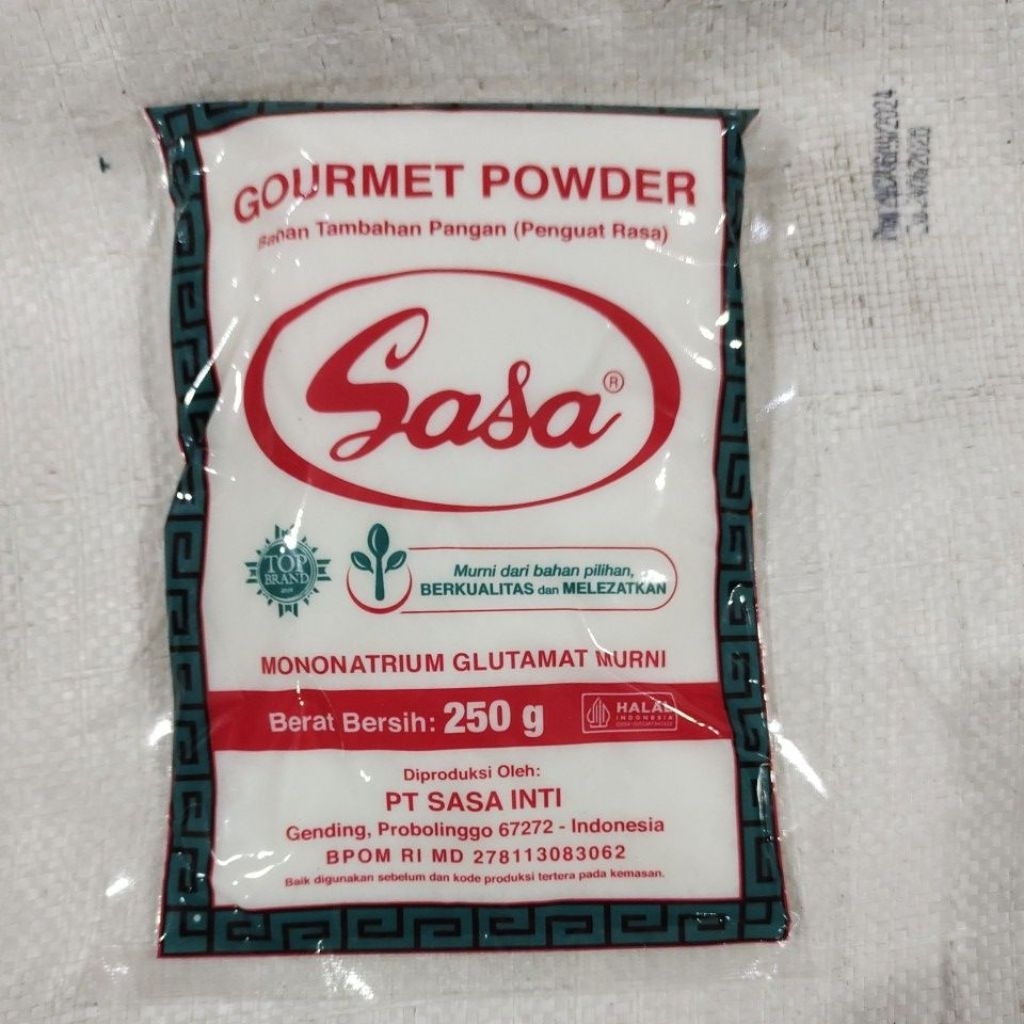 GOURMET POWDER
Bahan Tambahan Pangan (Penguat Rasa)
Sasa®
TOP
BRAND
Murni dari bahan pilihan,
BERKUALITAS dan MELEZATKAN
MONONATRIUM GLUTAMAT MURNI
Berat Bersih: 250 g
HALAL
INDONESIA
Diproduksi Oleh:
PT SASA INTI
Gending, Probolinggo 67272 - Indonesia
BPOM RI MD 278113083062
Baik digunakan sebelum dan kode produksi tertera pada kemasan.